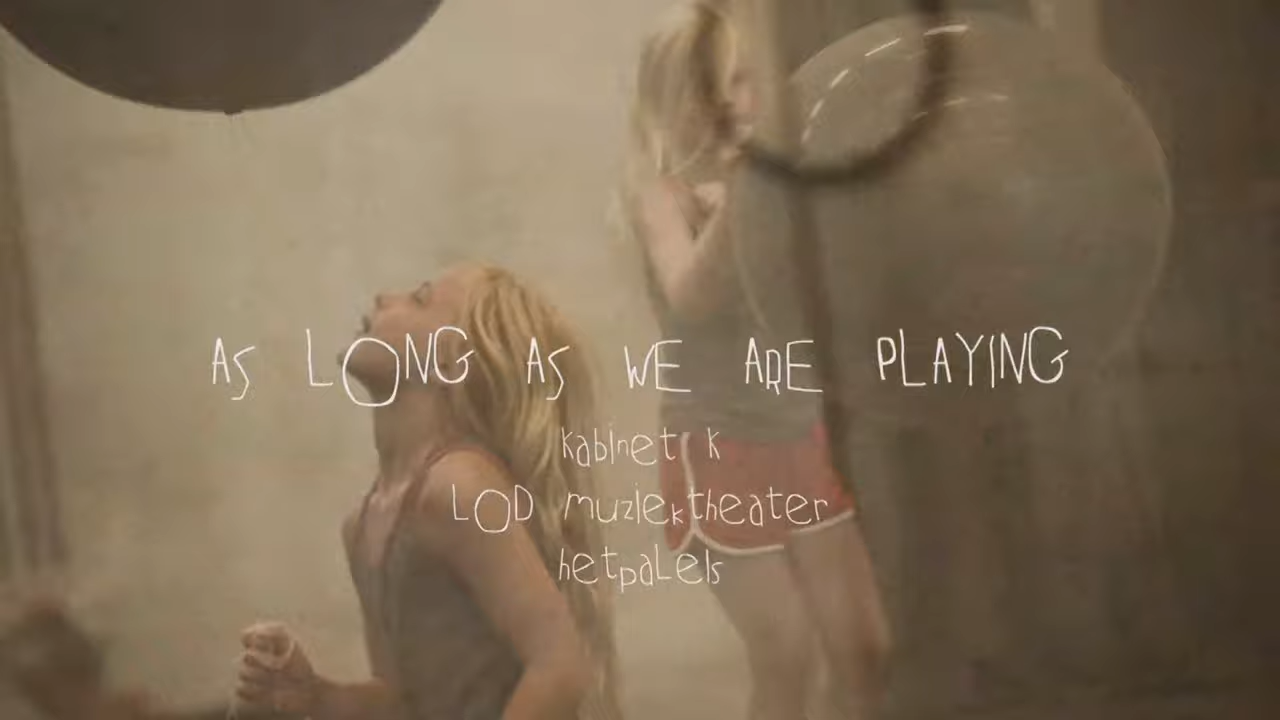 AS LONG AS WE ARE PLAYING
kabinet k
LOD muziektheater
hetpaleis